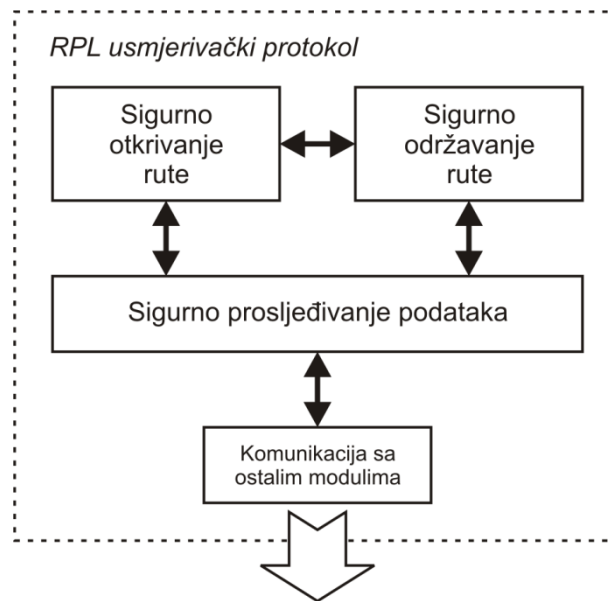 RPL usmjerivački protokol
Sigurno
otkrivanje
rute
Sigurno
održavanje
rute
Sigurno prosljeđivanje podataka
Komunikacija sa
ostalim modulima